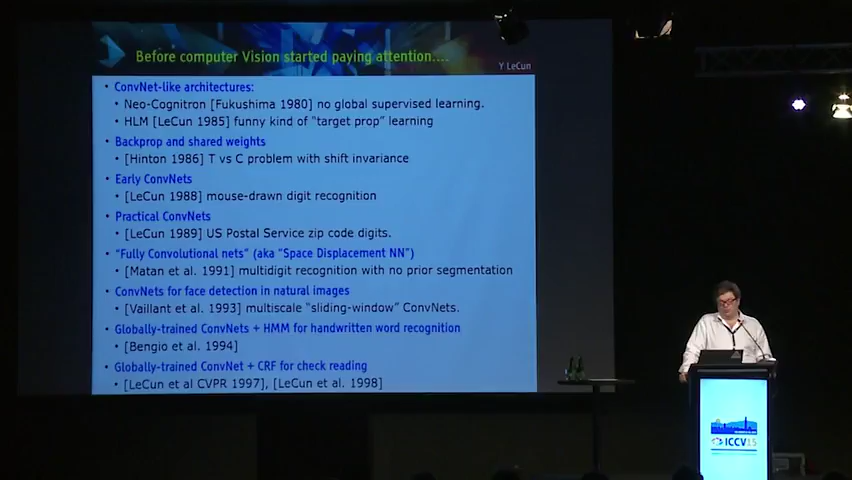 Before computer Vision started paying attention....
Y LeCun
• ConvNet-like architectures:
• Neo-Cognitron [Fukushima 1980] no global supervised learning.
• HLM [LeCun 1985] funny kind of "target prop" learning
• Backprop and shared weights
• [Hinton 1986] T vs C problem with shift invariance
• Early ConvNets
• [LeCun 1988] mouse-drawn digit recognition
• Practical ConvNets
• [LeCun 1989] US Postal Service zip code digits.
• "Fully Convolutional nets" (aka "Space Displacement NN")
• [Matan et al. 1991] multidigit recognition with no prior segmentation
• ConvNets for face detection in natural images
• [Vaillant et al. 1993] multiscale "sliding-window" ConvNets.
• Globally-trained ConvNets + HMM for handwritten word recognition
• [Bengio et al. 1994]
• Globally-trained ConvNet + CRF for check reading
• [LeCun et al CVPR 1997], [LeCun et al. 1998]
ICCV15